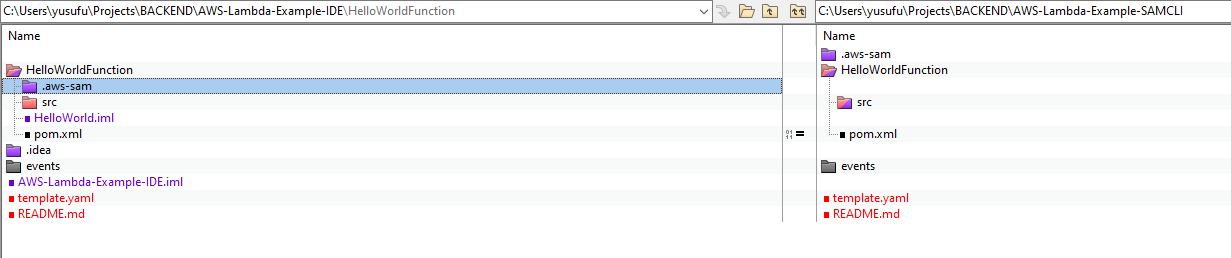 C:\Users\yusufu\Projects\BACKEND\AWS-Lambda-Example-IDE\HelloWorldFunction
C:\Users\yusufu\Projects\BACKEND\AWS-Lambda-Example-SAMCLI
Name
Name
.aws-sam
HelloWorldFunction
HelloWorldFunction
.aws-sam
src
src
HelloWorld.iml
pom.xml
=
pom.xml
.idea
events
events
AWS-Lambda-Example-IDE.iml
template.yaml
template.yaml
README.md
README.md